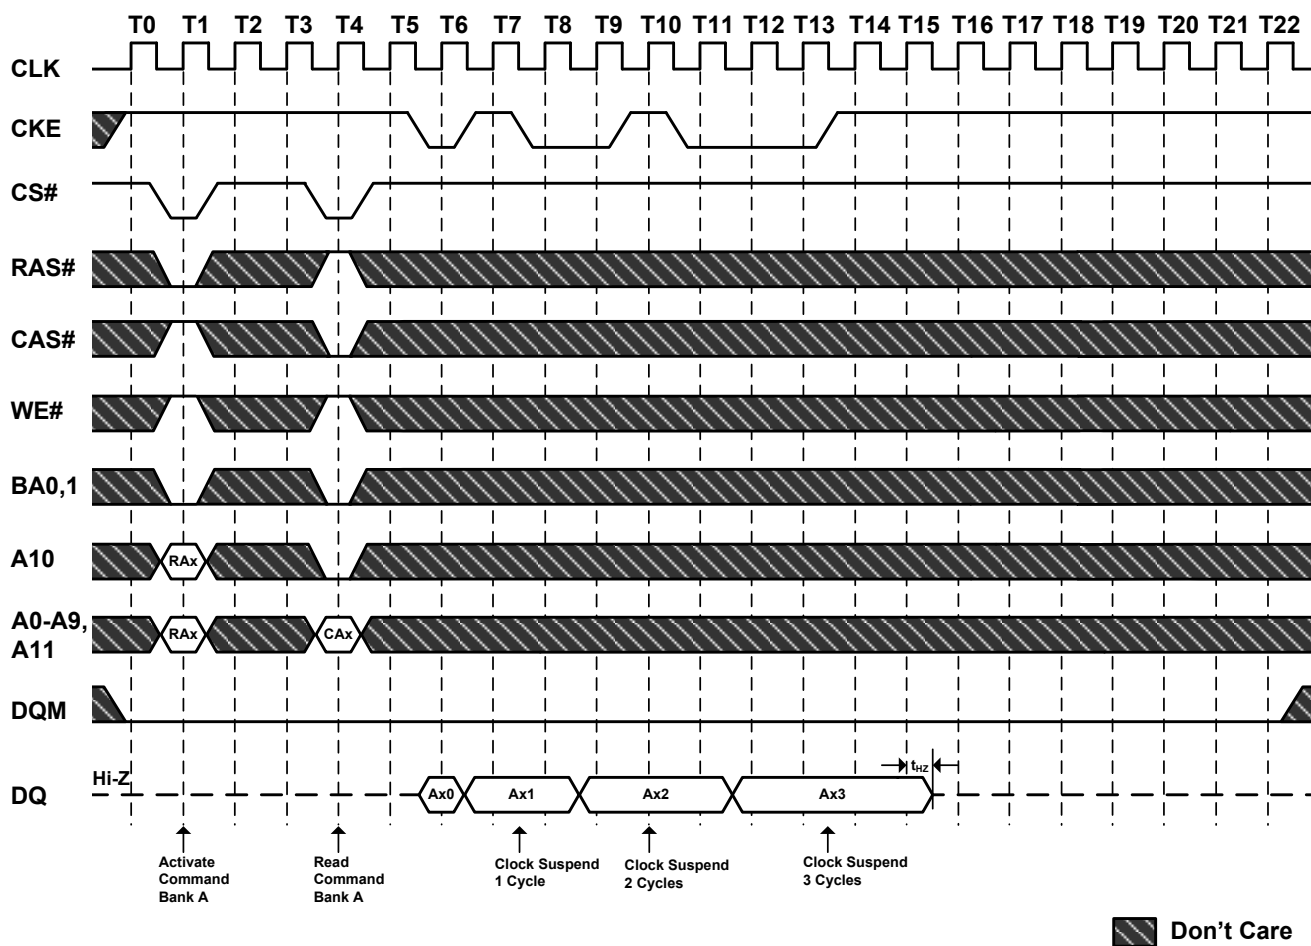 T0 T1 T2 T3 T4 T5 T6 T7 T8 T9 T10 T11 T12 T13 T14 T15 T16 T17 T18 T19 T20 T21 T22
CLK
CKE
CS#
RAS#
CAS#
WE#
BA0,1
A10
RAx
A0-A9,
A11
RAx CAx
DQM
tHZ
Hi-Z
DQ
Ax0 Ax1 Ax2 Ax3
Activate
Command
Bank A
Read
Command
Bank A
Clock Suspend
1 Cycle
Clock Suspend
2 Cycles
Clock Suspend
3 Cycles
Don't Care